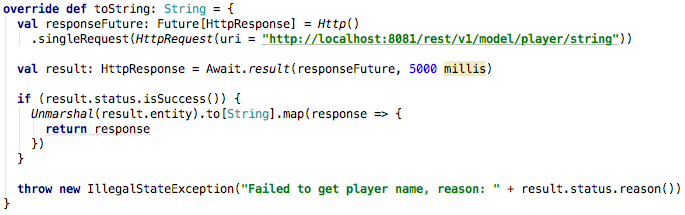 override def toString: String = {
val responseFuture: Future[HttpResponse] = Http()
.singleRequest(HttpRequest(uri = "http://localhost:8081/rest/v1/model/player/string"))
val result: HttpResponse = Await.result(responseFuture, 5000 millis)
if (result.status.isSuccess()) {
Unmarshal(result.entity).to[String].map(response => {
return response
})
}
throw new IllegalStateException("Failed to get player name, reason: " + result.status.reason())
}